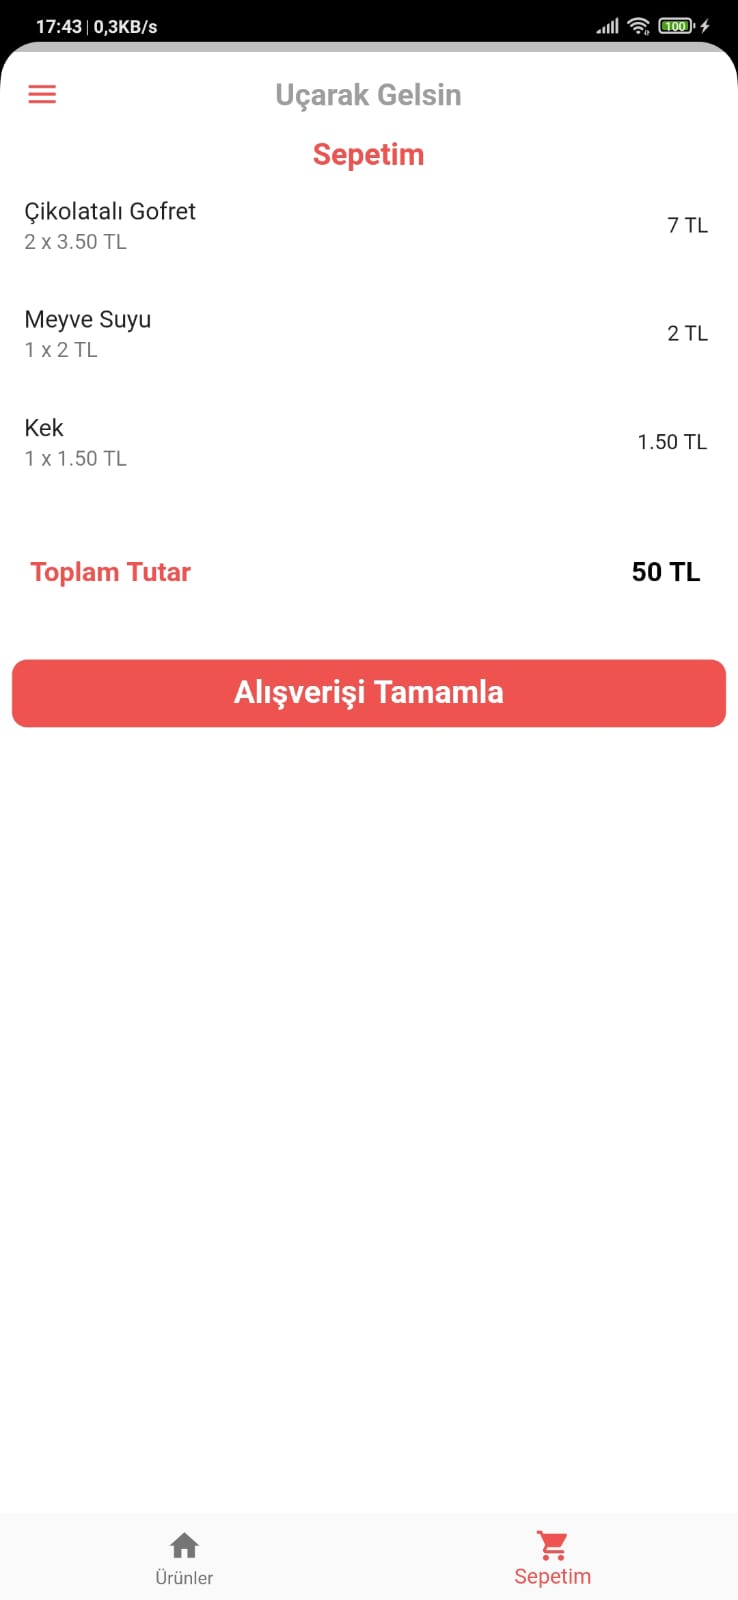 17:43 | 0,3KB/s
100
Uçarak Gelsin
Sepetim
Çikolatalı Gofret
2 x 3.50 TL
7 TL
Meyve Suyu
1 x 2 TL
2 TL
Kek
1 x 1.50 TL
1.50 TL
Toplam Tutar
50 TL
Alışverişi Tamamla
Ürünler
Sepetim